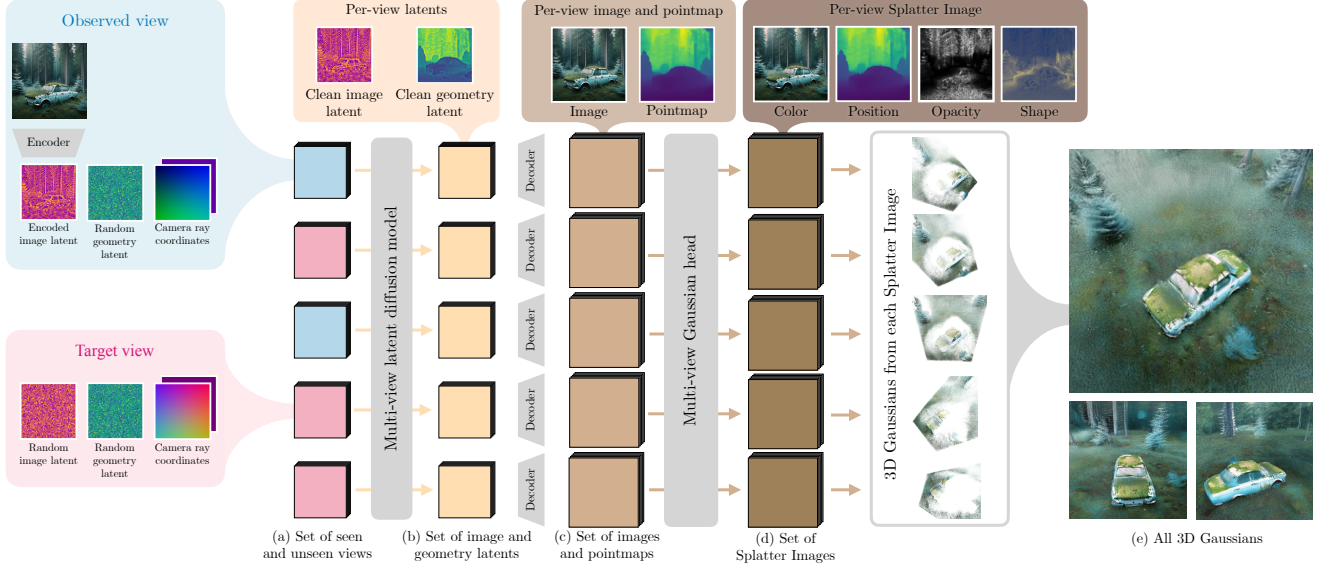 Observed view
Encoder
Encoded
image latent
Random
geometry
latent
Camera ray
coordinates
Target view
Random
image latent
Random
geometry
latent
Camera ray
coordinates
Per-view latents
Clean image
latent
Clean geometry
latent
Per-view image and pointmap
Image
Pointmap
Per-view Splatter Image
Color
Position
Opacity
Shape
Multi-view latent diffusion model
Decoder
Decoder
Decoder
Decoder
Decoder
Multi-view Gaussian head
3D Gaussians from each Splatter Image
(a) Set of seen
and unseen views
(b) Set of image and
geometry latents
(c) Set of images
and pointmaps
(d) Set of
Splatter Images
(e) All 3D Gaussians